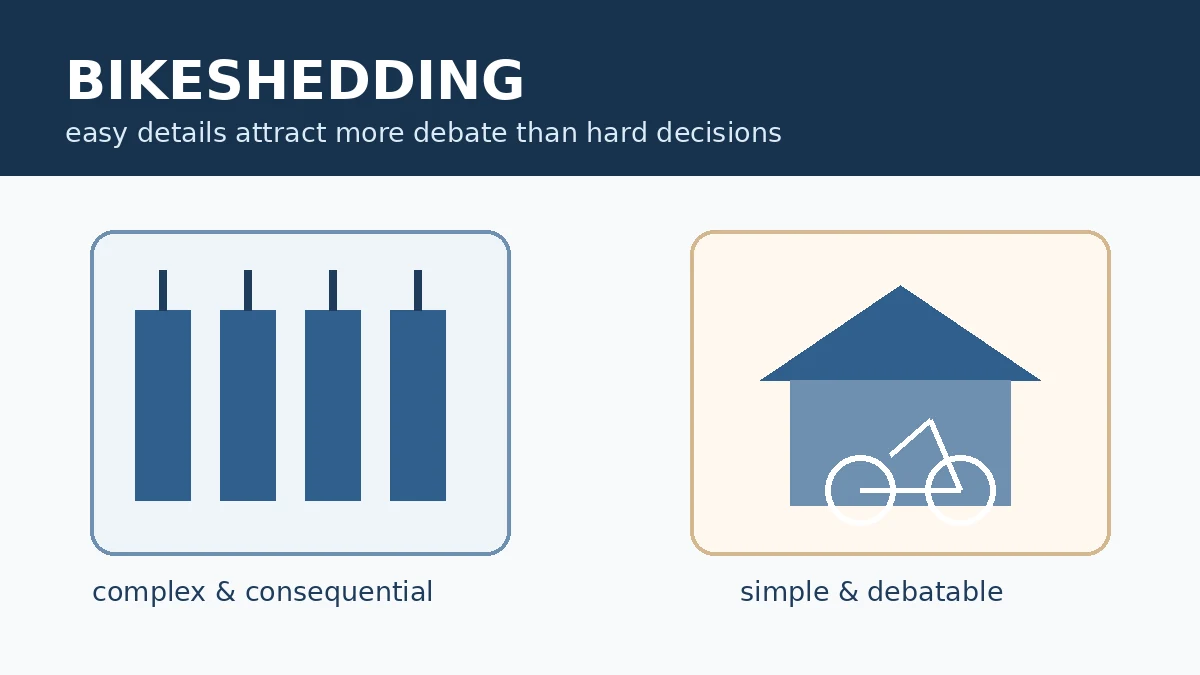 BIKESHEDDING
easy details attract more debate than hard decisions
complex & consequential
simple & debatable